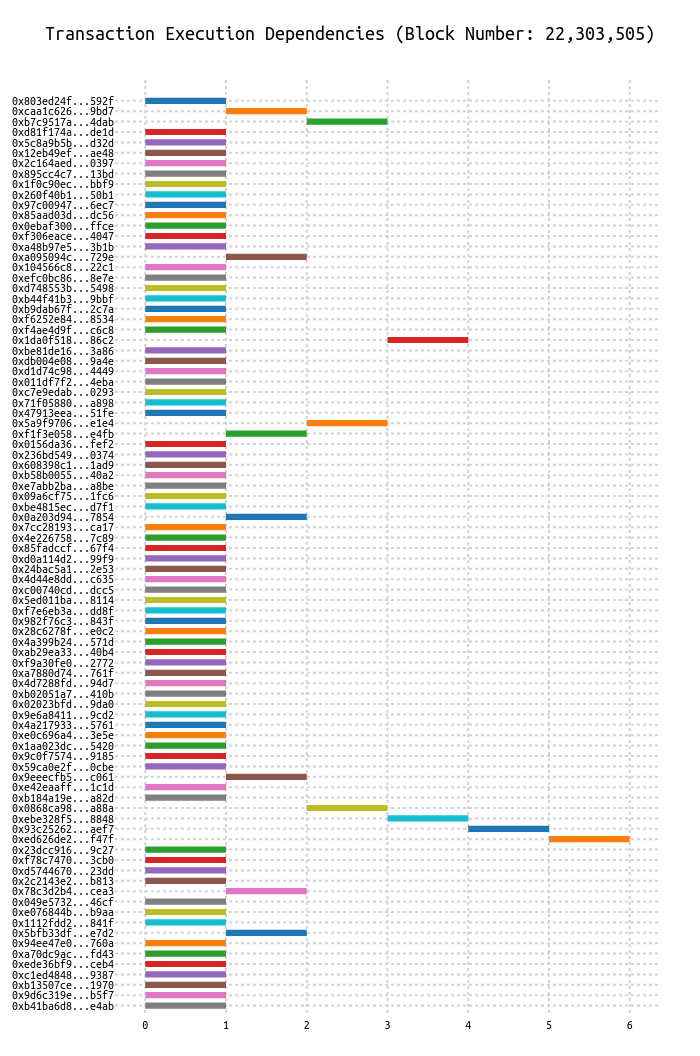 Transaction Execution Dependencies (Block Number: 22,303,505)
0x803ed24f...592f
0xcaa1c626...9bd7
0xb7c9517a...4dab
0xd81f174a...de1d
0x5c8a9b5b...d32d
0x12eb49ef...ae48
0x2c164aed...0397
0x895cc4c7...13bd
0x1f0c90ec...bbf9
0x260f40b1...50b1
0x97c00947...6ec7
0x85aad03d...dc56
0x0ebaf300...ffce
0xf306eace...4047
0xa48b97e5...3b1b
0xa095094c...729e
0x104566c8...22c1
0xefc0bc86...8e7e
0xd748553b...5498
0xb44f41b3...9bbf
0xb9dab67f...2c7a
0xf6252e84...8534
0xf4ae4d9f...c6c8
0x1da0f518...86c2
0xbe81de16...3a86
0xdb004e08...9a4e
0xd1d74c98...4449
0x011df7f2...4eba
0xc7e9edab...0293
0x71f05880...a898
0x47913eea...51fe
0x5a9f9706...e1e4
0xf1f3e058...e4fb
0x0156da36...fef2
0x236bd549...0374
0x608398c1...1ad9
0xb58b0055...40a2
0xe7abb2ba...a8be
0x09a6cf75...1fc6
0xbe4815ec...d7f1
0x0a203d94...7854
0x7cc28193...ca17
0x4e226758...7c89
0x85fadccf...67f4
0xd0a114d2...99f9
0x24bac5a1...2e53
0x4d44e8dd...c635
0xc00740cd...dcc5
0x5ed011ba...8114
0xf7e6eb3a...dd8f
0x982f76c3...843f
0x28c6278f...e0c2
0x4a399b24...571d
0xab29ea33...40b4
0xf9a30fe0...2772
0xa7880d74...761f
0x4d7288fd...94d7
0xb02051a7...410b
0x02023bfd...9da0
0x9e6a8411...9cd2
0x4a217933...5761
0xe0c696a4...3e5e
0x1aa023dc...5420
0x9c0f7574...9185
0x59ca0e2f...0cbe
0x9eeecfb5...c061
0xe42eaaff...1c1d
0xb184a19e...a82d
0x0868ca98...a88a
0xebe328f5...8848
0x93c25262...aef7
0xed626de2...f47f
0x23dcc916...9c27
0xf78c7470...3cb0
0xd5744670...23dd
0x2c2143e2...b813
0x78c3d2b4...cea3
0x049e5732...46cf
0xe076844b...b9aa
0x1112fdd2...841f
0x5bfb33df...e7d2
0x94ee47e0...760a
0xa70dc9ac...fd43
0xede36bf9...ceb4
0xc1ed4848...9387
0xb13507ce...1970
0x9d6c319e...b5f7
0xb41ba6d8...e4ab
0 1 2 3 4 5 6